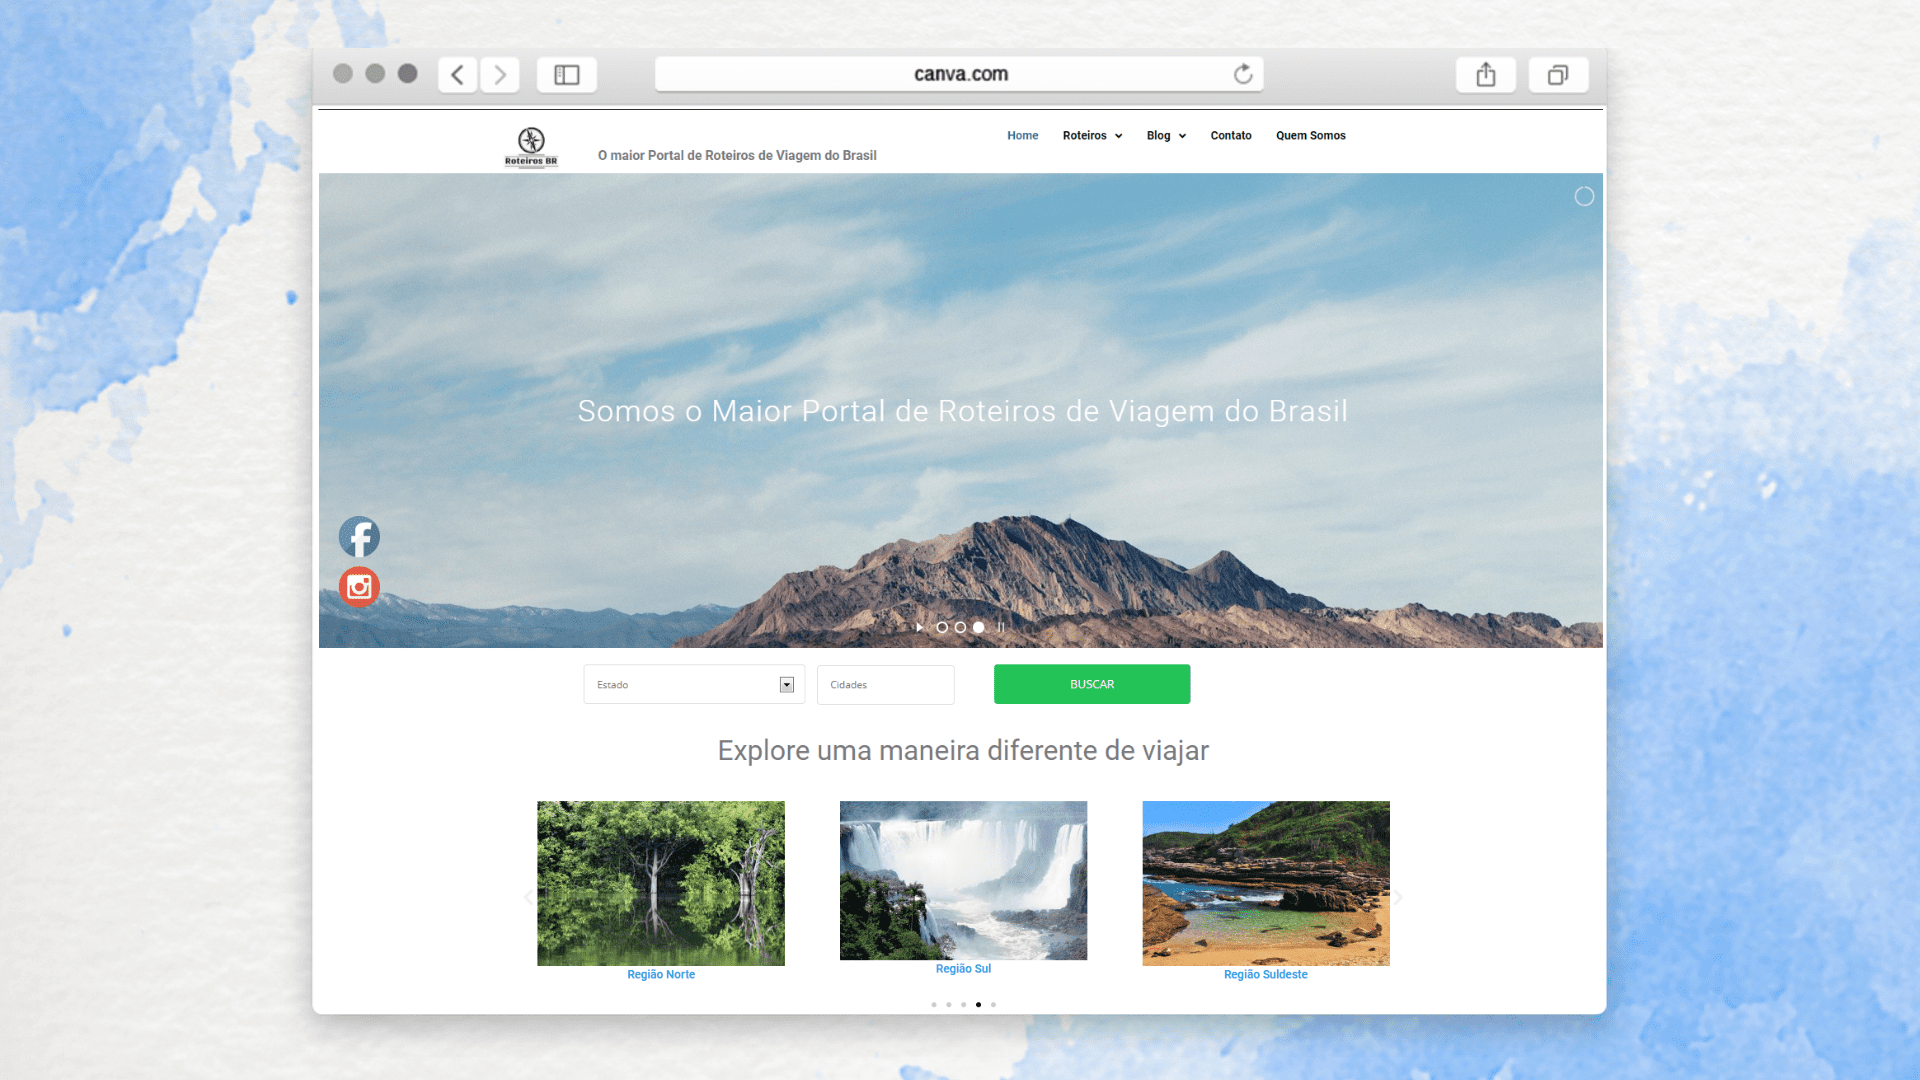 canva.com
Home Roteiros Blog Contato Quem Somos
Roteiros BR
O maior Portal de Roteiros de Viagem do Brasil
Somos o Maior Portal de Roteiros de Viagem do Brasil
Estado Cidades BUSCAR
Explore uma maneira diferente de viajar
Região Norte Região Sul Região Suldeste